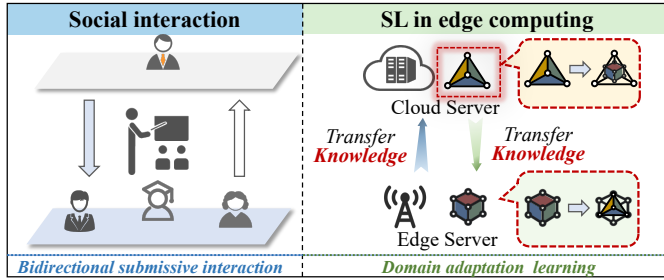 Social interaction
SL in edge computing
Cloud Server
Transfer
Knowledge
Transfer
Knowledge
Edge Server
Bidirectional submissive interaction
Domain adaptation learning